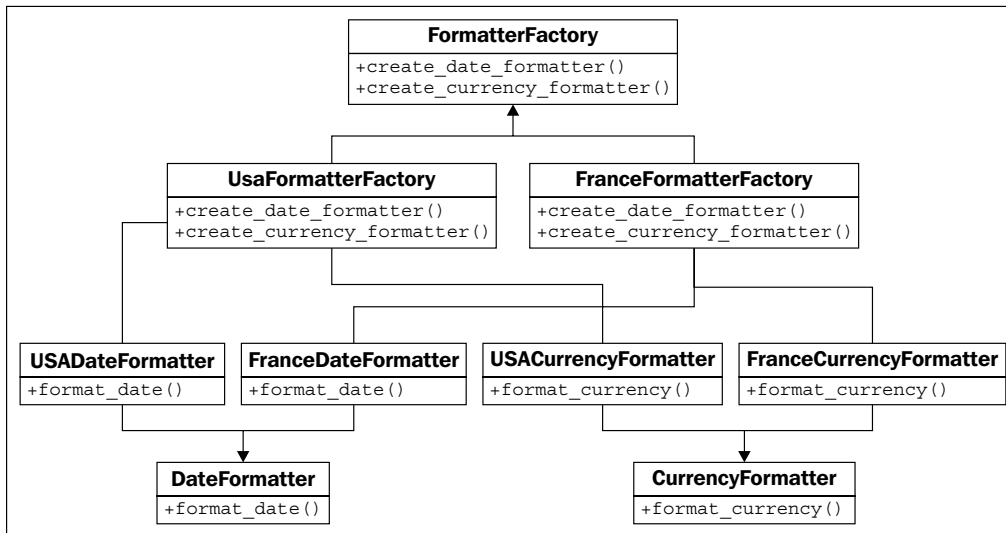 FormatterFactory
+create_date_formatter()
+create_currency_formatter()
UsaFormatterFactory
+create_date_formatter()
+create_currency_formatter()
FranceFormatterFactory
+create_date_formatter()
+create_currency_formatter()
USADateFormatter
+format_date()
FranceDateFormatter
+format_date()
USACurrencyFormatter
+format_currency()
FranceCurrencyFormatter
+format_currency()
DateFormatter
+format_date()
CurrencyFormatter
+format_currency()